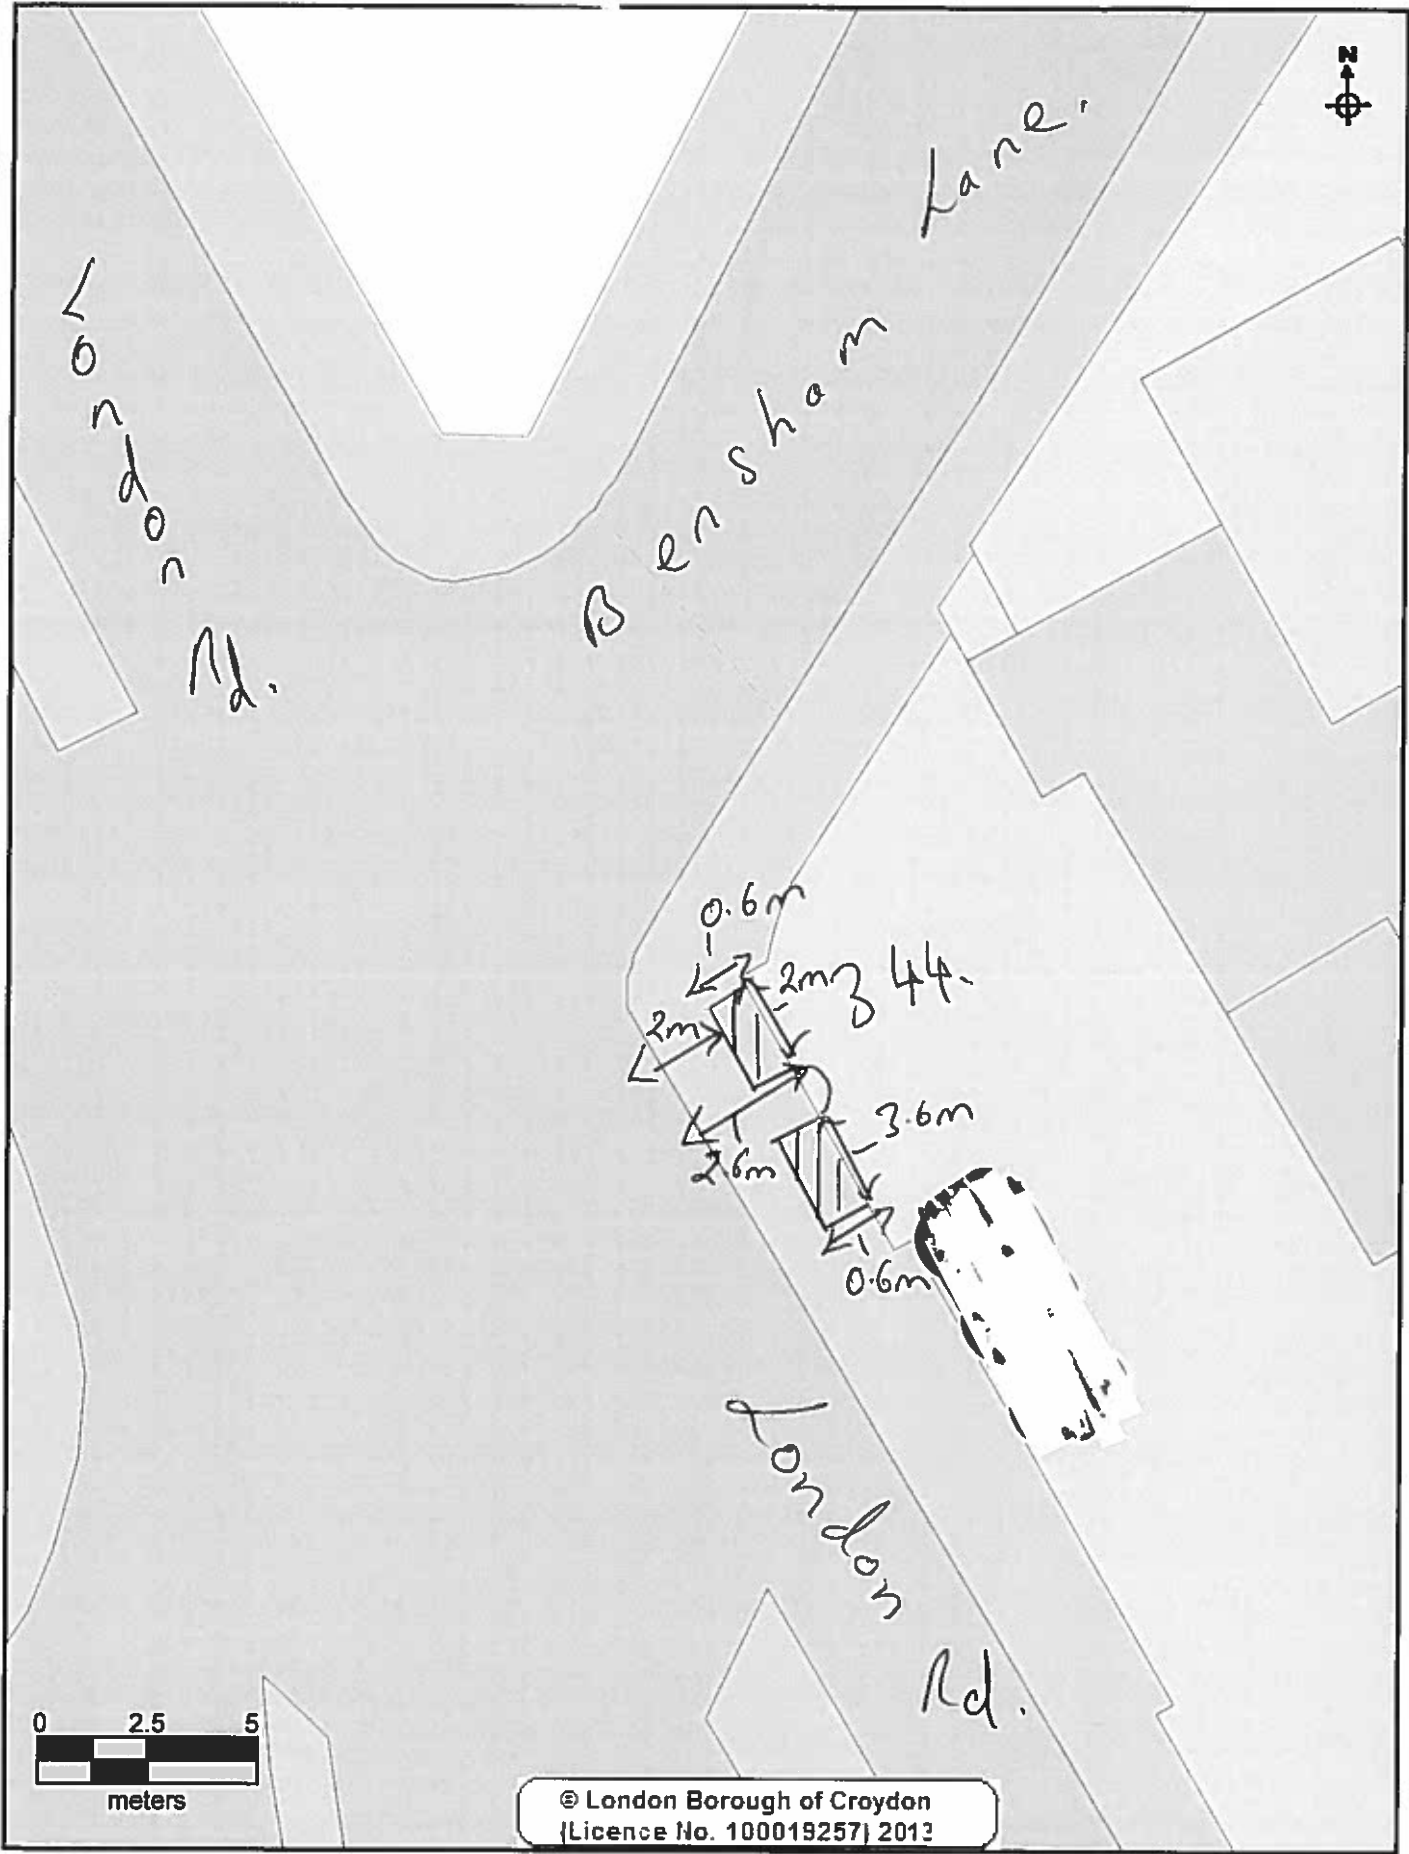 N
Bensham Lane.
London Rd.
0.6m
2m
344.
2m
3.6m
2.6m
0.6m
London Rd.
0 2.5 5
meters
© London Borough of Croydon
(Licence No. 100019257) 2013